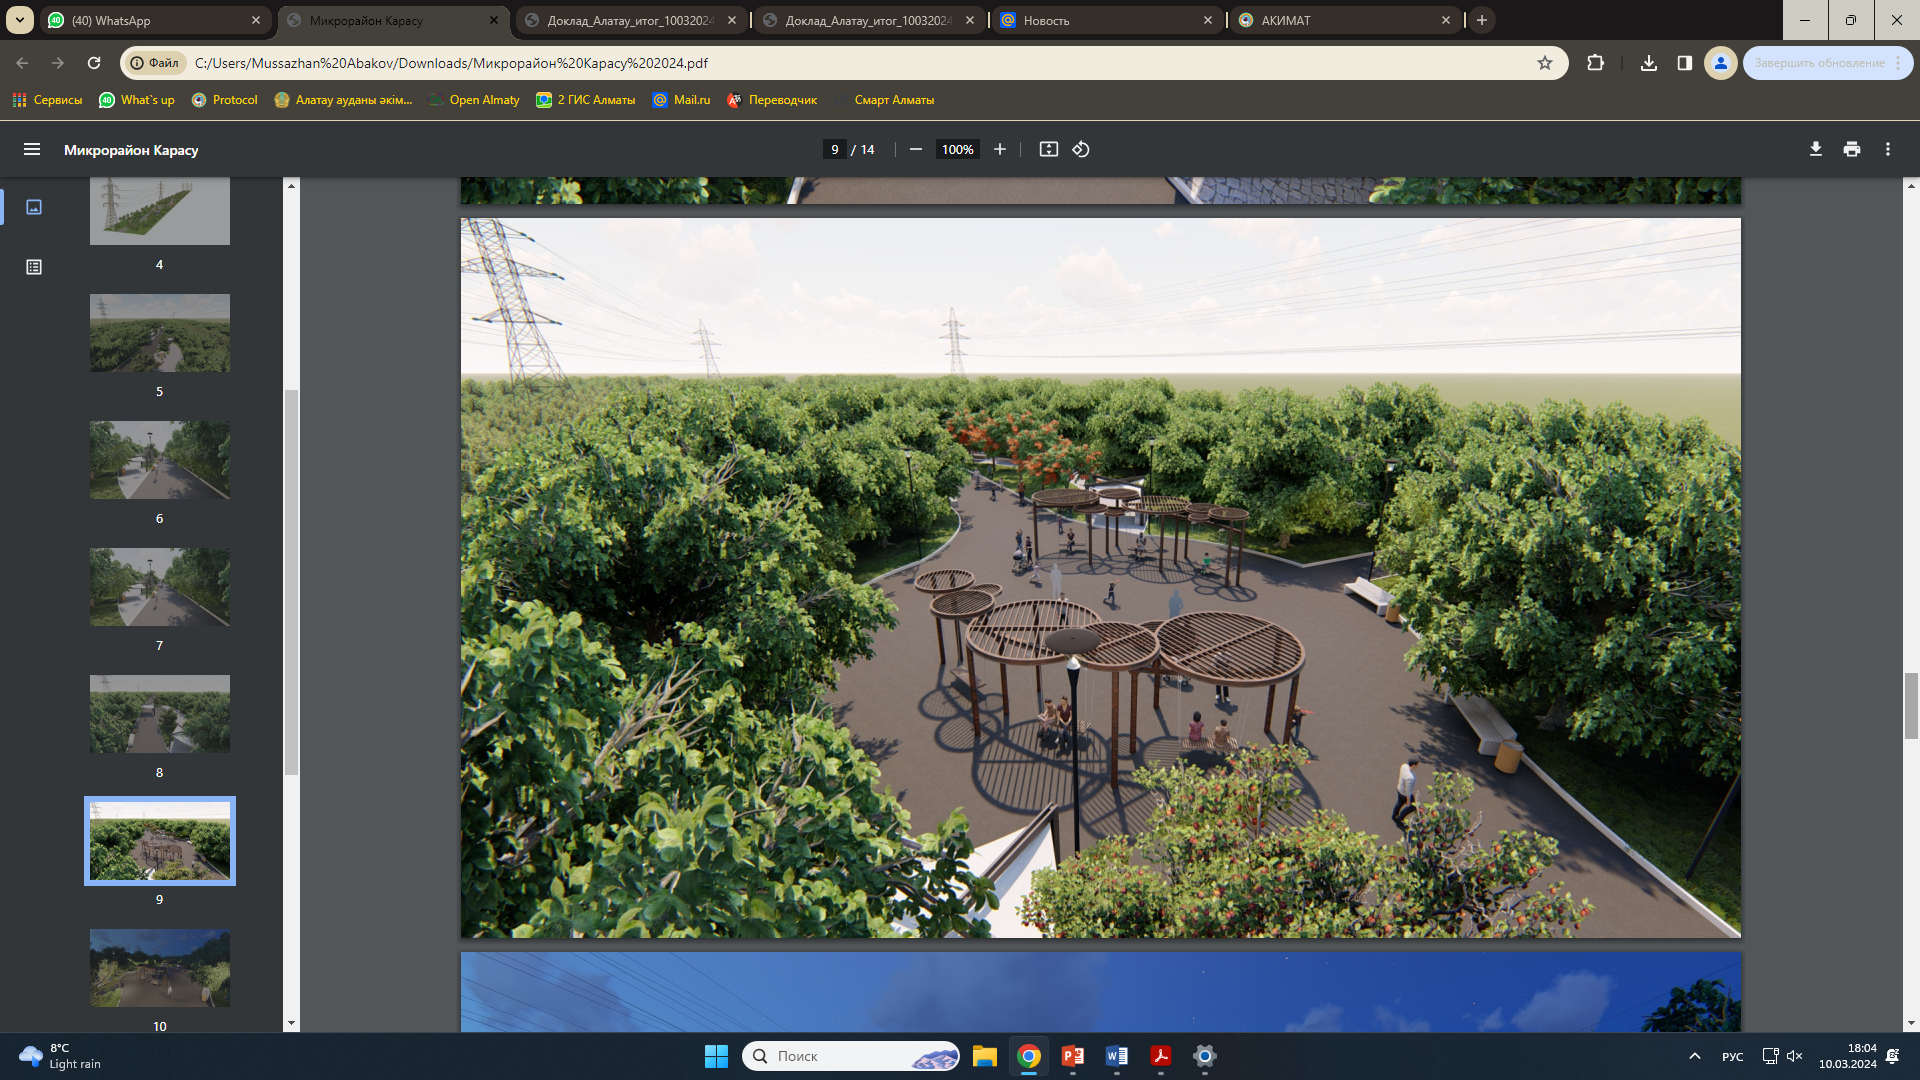 (40) WhatsApp
Микрорайон Карасу
Доклад_Алатау_итог_10032024
Доклад_Алатау_итог_10032024
Новость
АКИМАТ
Файл
C:/Users/Mussazhan%20Abakov/Downloads/Микрорайон%20Карасу%202024.pdf
Завершить обновление
Сервисы
What`s up
Protocol
Алатау ауданы әкім...
Open Almaty
2 ГИС Алматы
Mail.ru
Переводчик
Смарт Алматы
Микрорайон Карасу
9 / 14
100%
4
5
6
7
8
9
10
8°C
Light rain
Поиск
РУС
18:04
10.03.2024